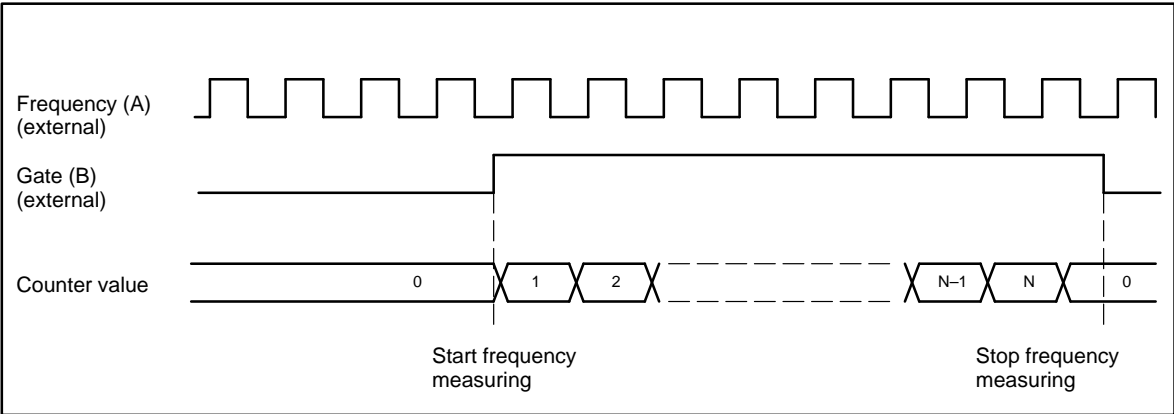 Frequency (A)
(external)
Gate (B)
(external)
Counter value
0
1
2
N–1
N
0
Start frequency
measuring
Stop frequency
measuring